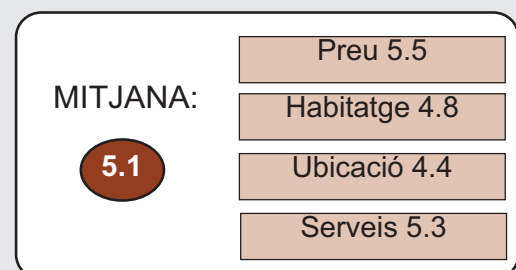 MITJANA:
5.1
Preu 5.5
Habitatge 4.8
Ubicació 4.4
Serveis 5.3